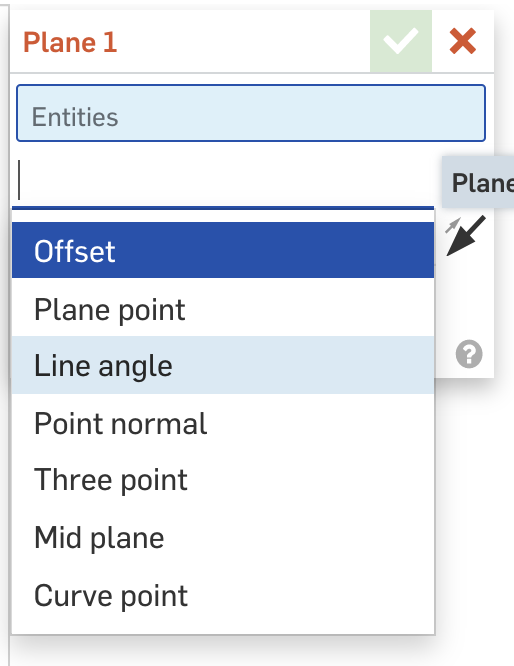 Plane 1
Entities
Plane
Offset
Plane point
Line angle
Point normal
Three point
Mid plane
Curve point
?